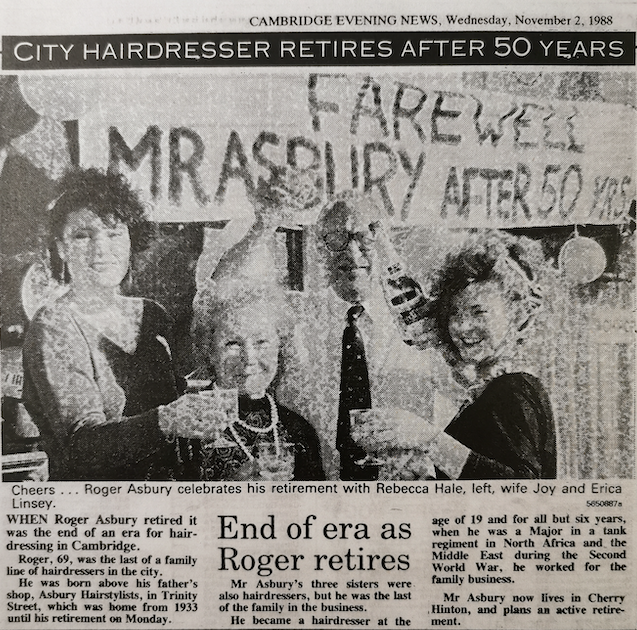 CAMBRIDGE EVENING NEWS, Wednesday, November 2, 1988
CITY HAIRDRESSER RETIRES AFTER 50 YEARS
FAREWELL
MR ASBURY AFTER 50 YRS
Cheers . . . Roger Asbury celebrates his retirement with Rebecca Hale, left, wife Joy and Erica
Linsey.
5650887a
WHEN Roger Asbury retired it
was the end of an era for hair-
dressing in Cambridge.
Roger, 69, was the last of a family
line of hairdressers in the city.
He was born above his father's
shop, Asbury Hairstylists, in Trinity
Street, which was home from 1933
until his retirement on Monday.
End of era as
Roger retires
Mr Asbury's three sisters were
also hairdressers, but he was the last
of the family in the business.
He became a hairdresser at the
age of 19 and for all but six years,
when he was a Major in a tank
regiment in North Africa and the
Middle East during the Second
World War, he worked for the
family business.
Mr Asbury now lives in Cherry
Hinton, and plans an active retire-
ment.